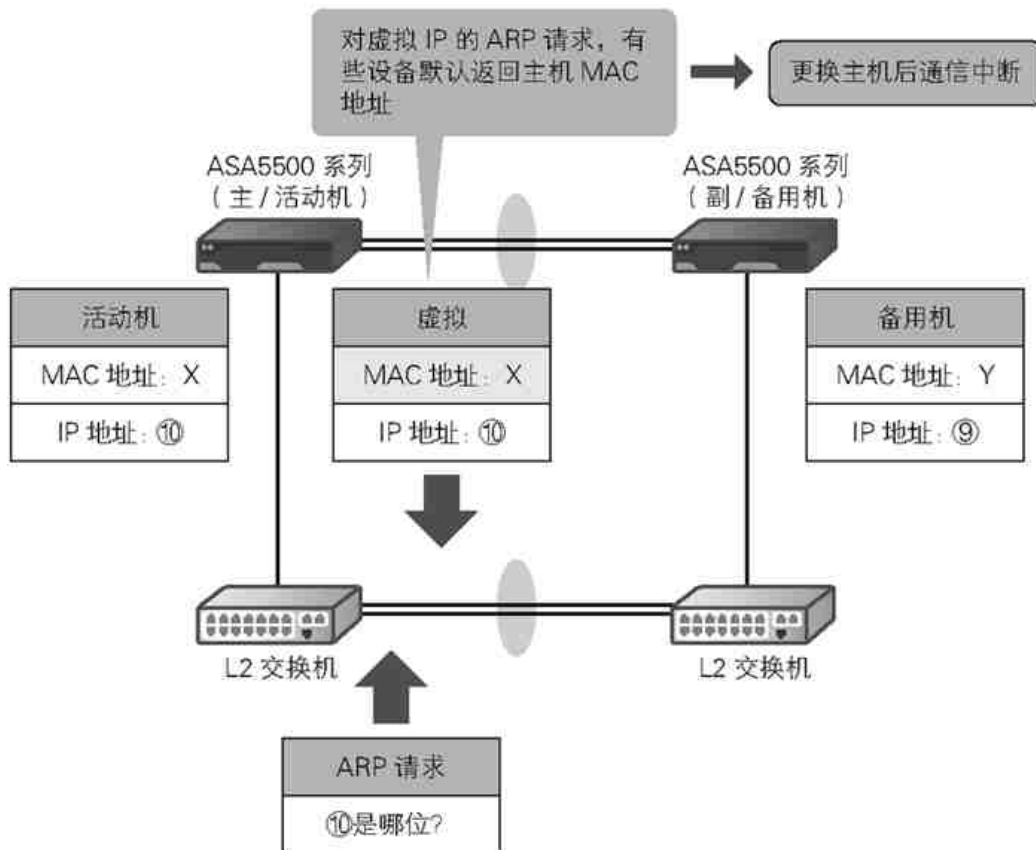 对虚拟 IP 的 ARP 请求，有
些设备默认返回主机 MAC
地址
更换主机后通信中断
ASA5500 系列
（主 / 活动机）
ASA5500 系列
（副 / 备用机）
活动机
MAC 地址：X
IP 地址：⑩
虚拟
MAC 地址：X
IP 地址：⑩
备用机
MAC 地址：Y
IP 地址：⑨
L2 交换机
L2 交换机
ARP 请求
⑩是哪位？